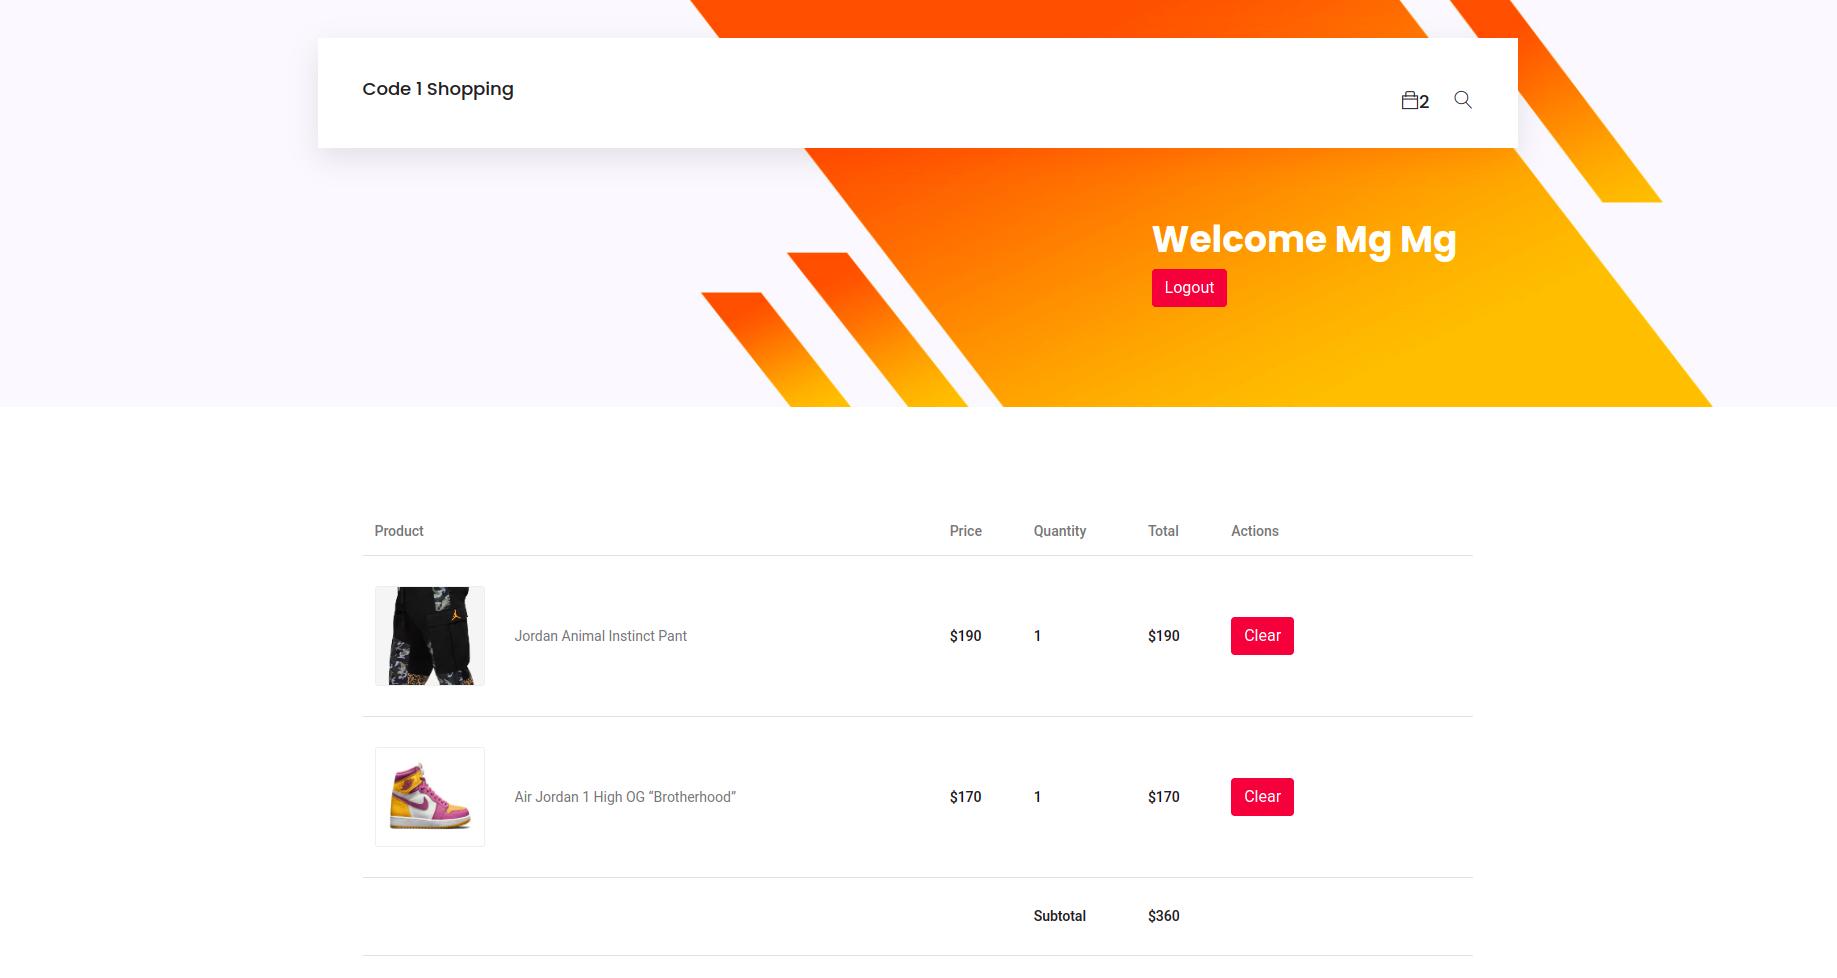 Code 1 Shopping
2
Welcome Mg Mg
Logout
Product Price Quantity Total Actions
Jordan Animal Instinct Pant $190 1 $190 Clear
Air Jordan 1 High OG “Brotherhood” $170 1 $170 Clear
Subtotal $360